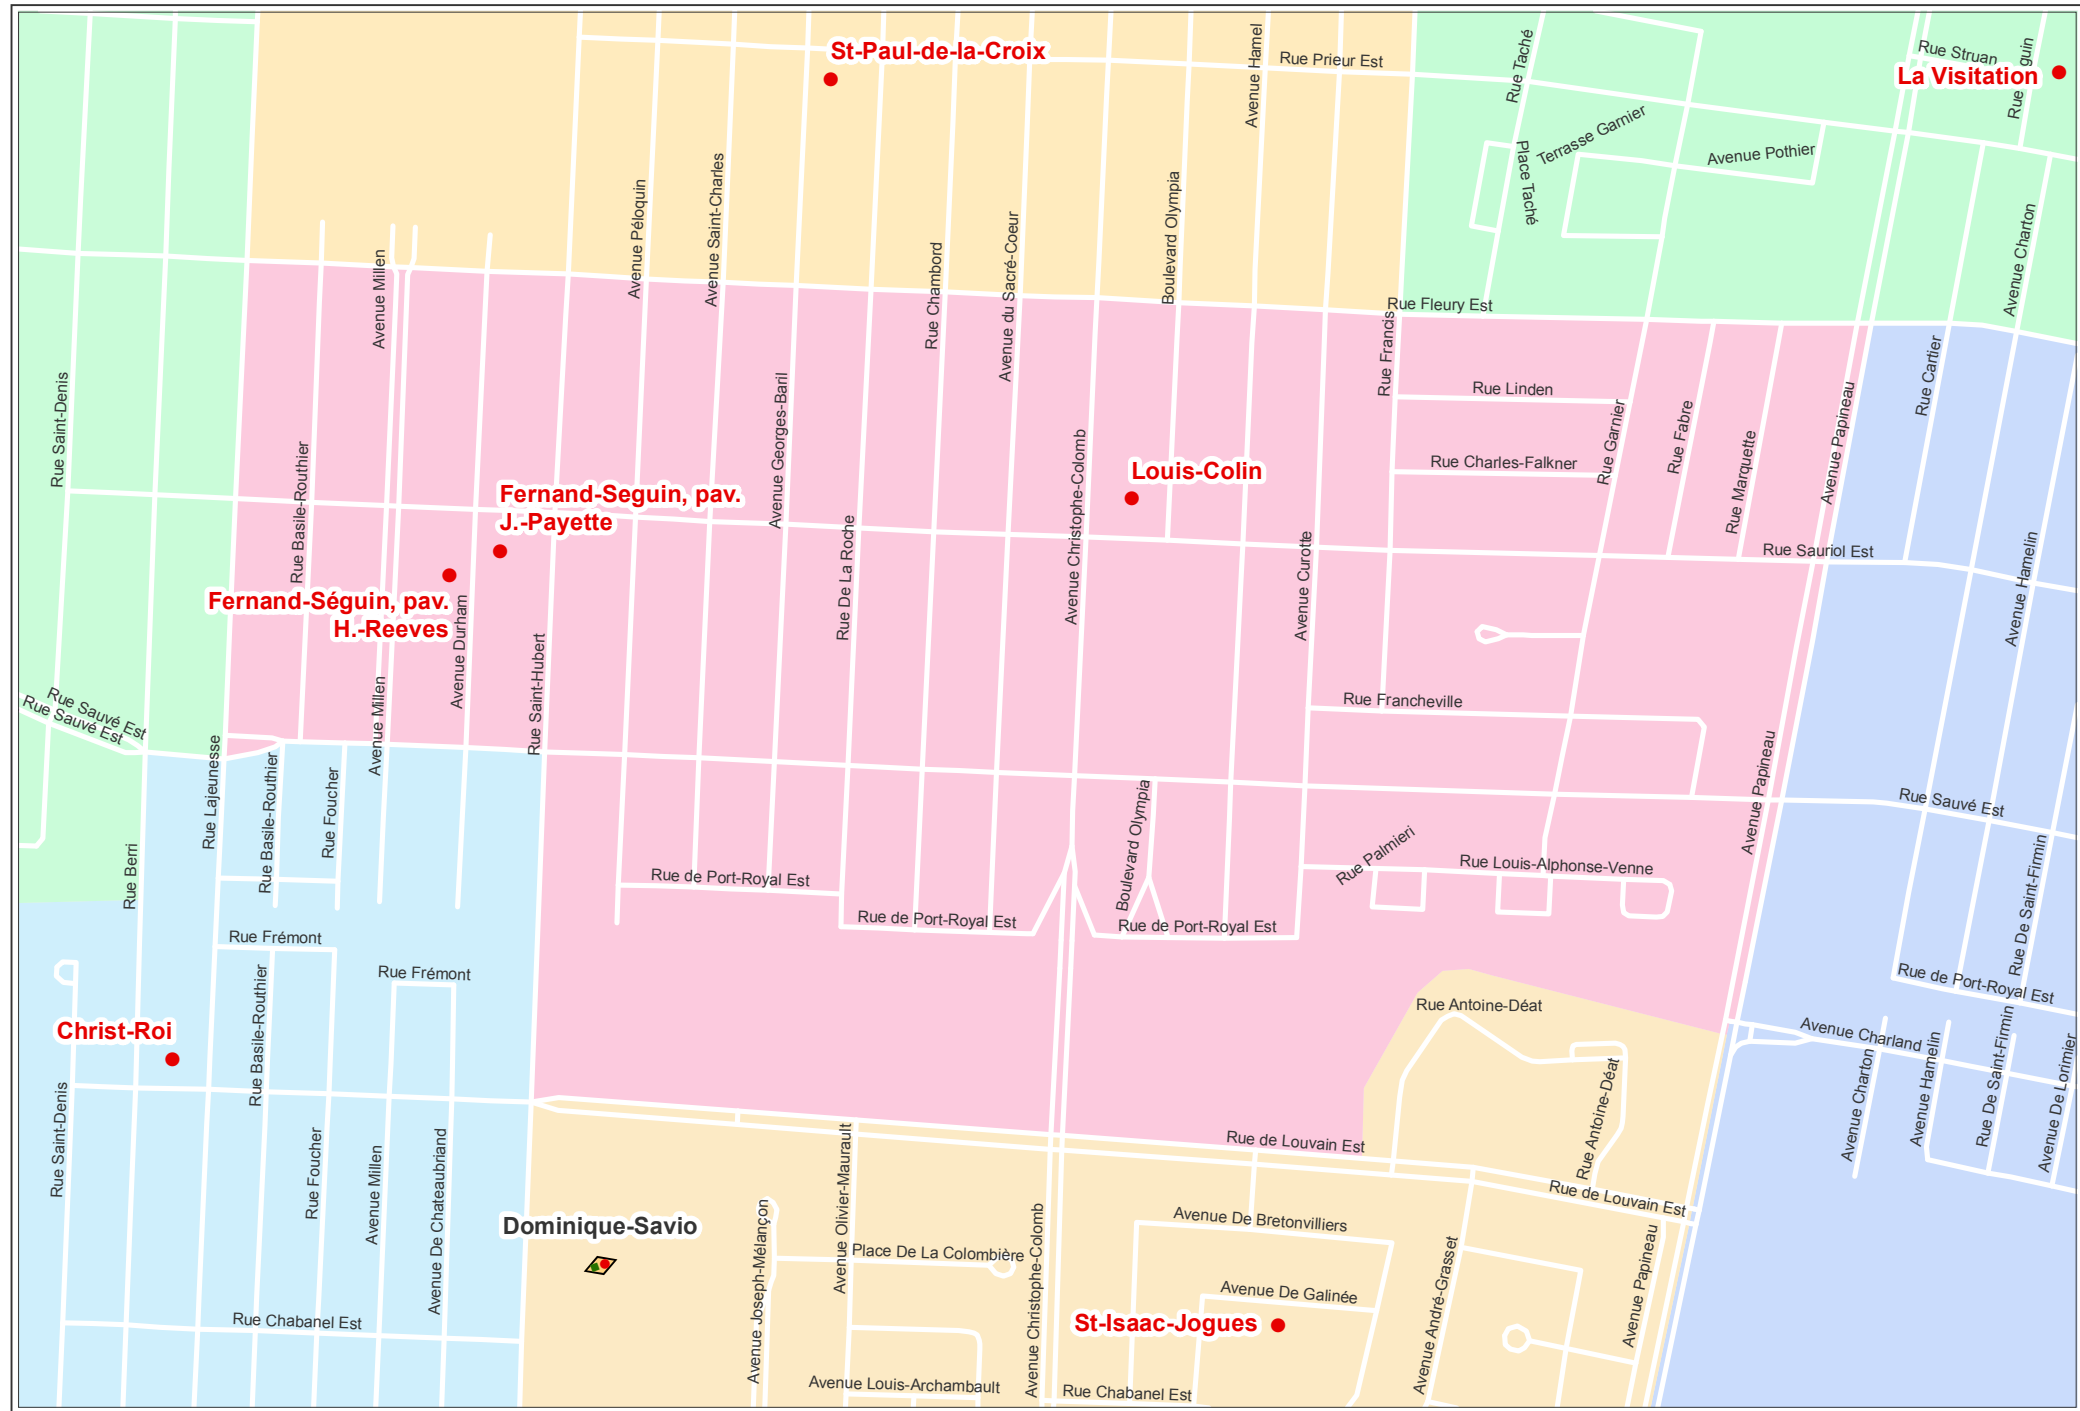 St-Paul-de-la-Croix
Rue Prieur Est
Avenue Hamel
Rue Taché
Rue Struan
La Visitation
Terrasse Garnier
Place Taché
Avenue Pothier
Avenue Péloquin
Avenue Saint-Charles
Boulevard Olympia
Avenue Charton
Avenue Millen
Rue Chambord
Avenue du Sacré-Coeur
Rue Fleury Est
Rue Francis
Rue Cartier
Rue Saint-Denis
Rue Linden
Rue Garnier
Rue Fabre
Avenue Papineau
Avenue Georges-Baril
Rue Basile-Routhier
Avenue Christophe-Colomb
Louis-Colin
Rue Charles-Falkner
Rue Marquette
Fernand-Seguin, pav.
J.-Payette
Rue De La Roche
Avenue Curotte
Rue Sauriol Est
Avenue Hamelin
Fernand-Séguin, pav.
H.-Reeves
Avenue Durham
Rue Saint-Hubert
Rue Sauvé Est
Rue Sauvé Est
Avenue Millen
Rue Francheville
Rue Lajeunesse
Rue Basile-Routhier
Rue Foucher
Avenue Papineau
Rue Sauvé Est
Rue Berri
Boulevard Olympia
Rue Palmieri
Rue Louis-Alphonse-Venne
Rue De Saint-Firmin
Rue de Port-Royal Est
Rue de Port-Royal Est
Rue de Port-Royal Est
Rue Frémont
Rue Frémont
Rue de Port-Royal Est
Rue Antoine-Déat
Christ-Roi
Rue Basile-Routhier
Avenue Charland
Avenue Charton
Avenue Hamelin
Rue De Saint-Firmin
Avenue De Lorimier
Rue Saint-Denis
Rue Foucher
Avenue Millen
Avenue De Chateaubriand
Avenue Olivier-Maurault
Rue de Louvain Est
Rue Antoine-Déat
Rue de Louvain Est
Dominique-Savio
Avenue Joseph-Mélançon
Place De La Colombière
Avenue Christophe-Colomb
Avenue De Bretonvilliers
Avenue André-Grasset
Avenue Papineau
Avenue De Galinée
St-Isaac-Jogues
Rue Chabanel Est
Avenue Louis-Archambault
Rue Chabanel Est